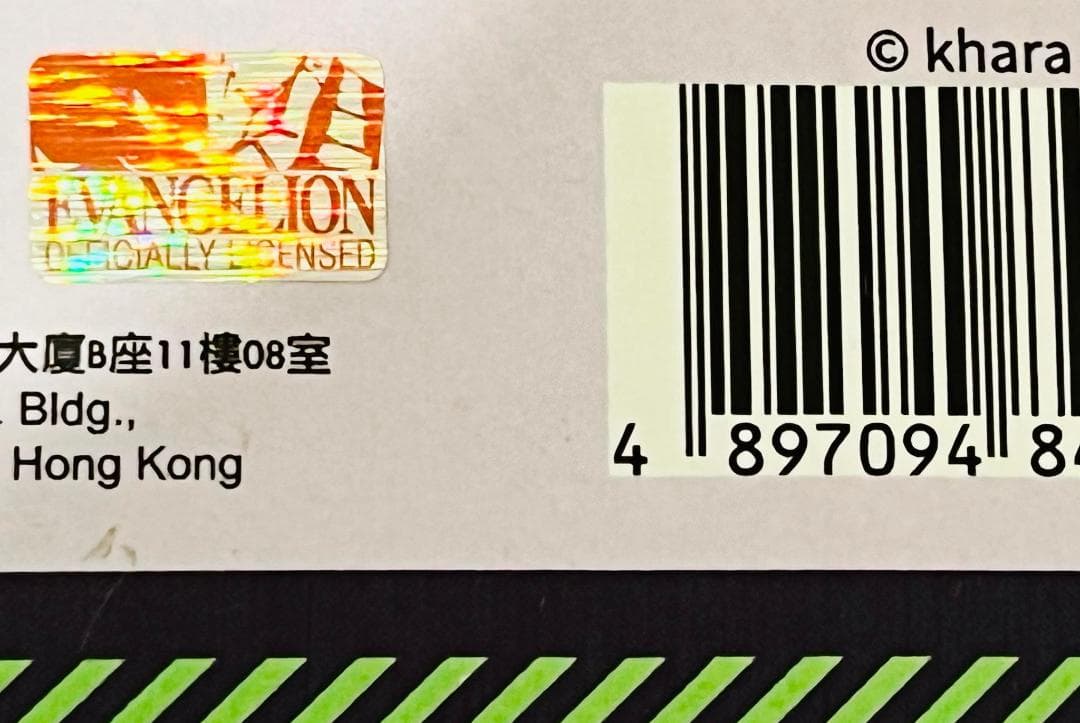 © khara
EVANGELION
OFFICIALLY LICENSED
大廈B座11樓08室
Bldg.,
Hong Kong
4 897094 84